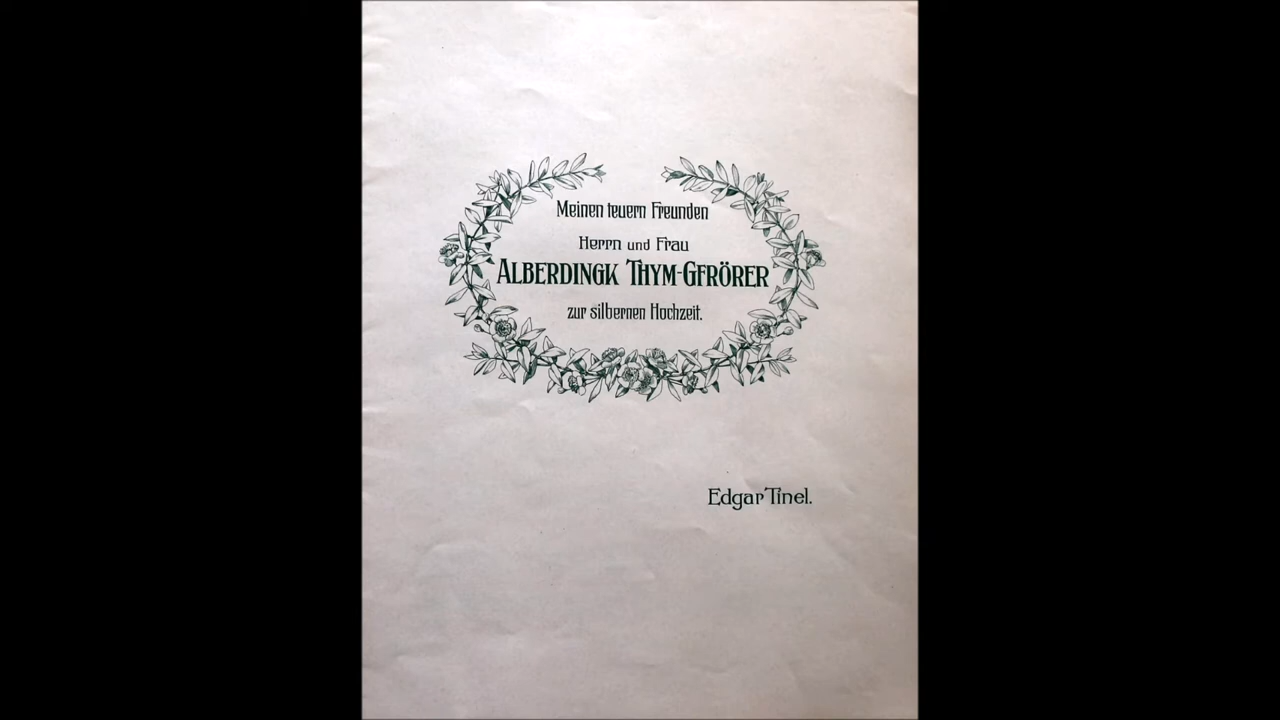 Meinen teuern Freunden
Herrn und Frau
ALBERDINGK THYM-GFRÖRER
zur silbernen Hochzeit.
Edgar Tinel.